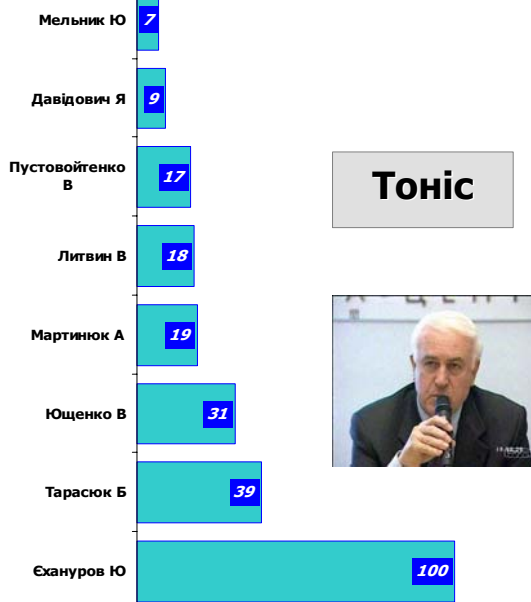 Мельник Ю 7
Давідович Я 9
Пустовойтенко
В 17
Литвин В 18
Мартинюк А 19
Ющенко В 31
Тарасюк Б 39
Єхануров Ю 100
Тоніс